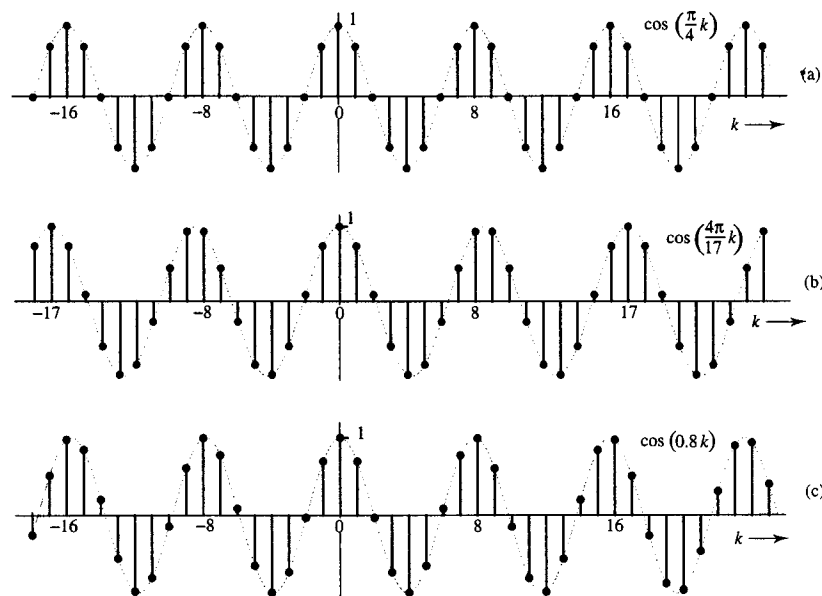 1
cos (π/4 k)
(a)
−16 −8 0 8 16 k →
1
cos (4π/17 k)
(b)
−17 −8 0 8 17 k →
1
cos (0.8k)
(c)
−16 −8 0 8 16 k →